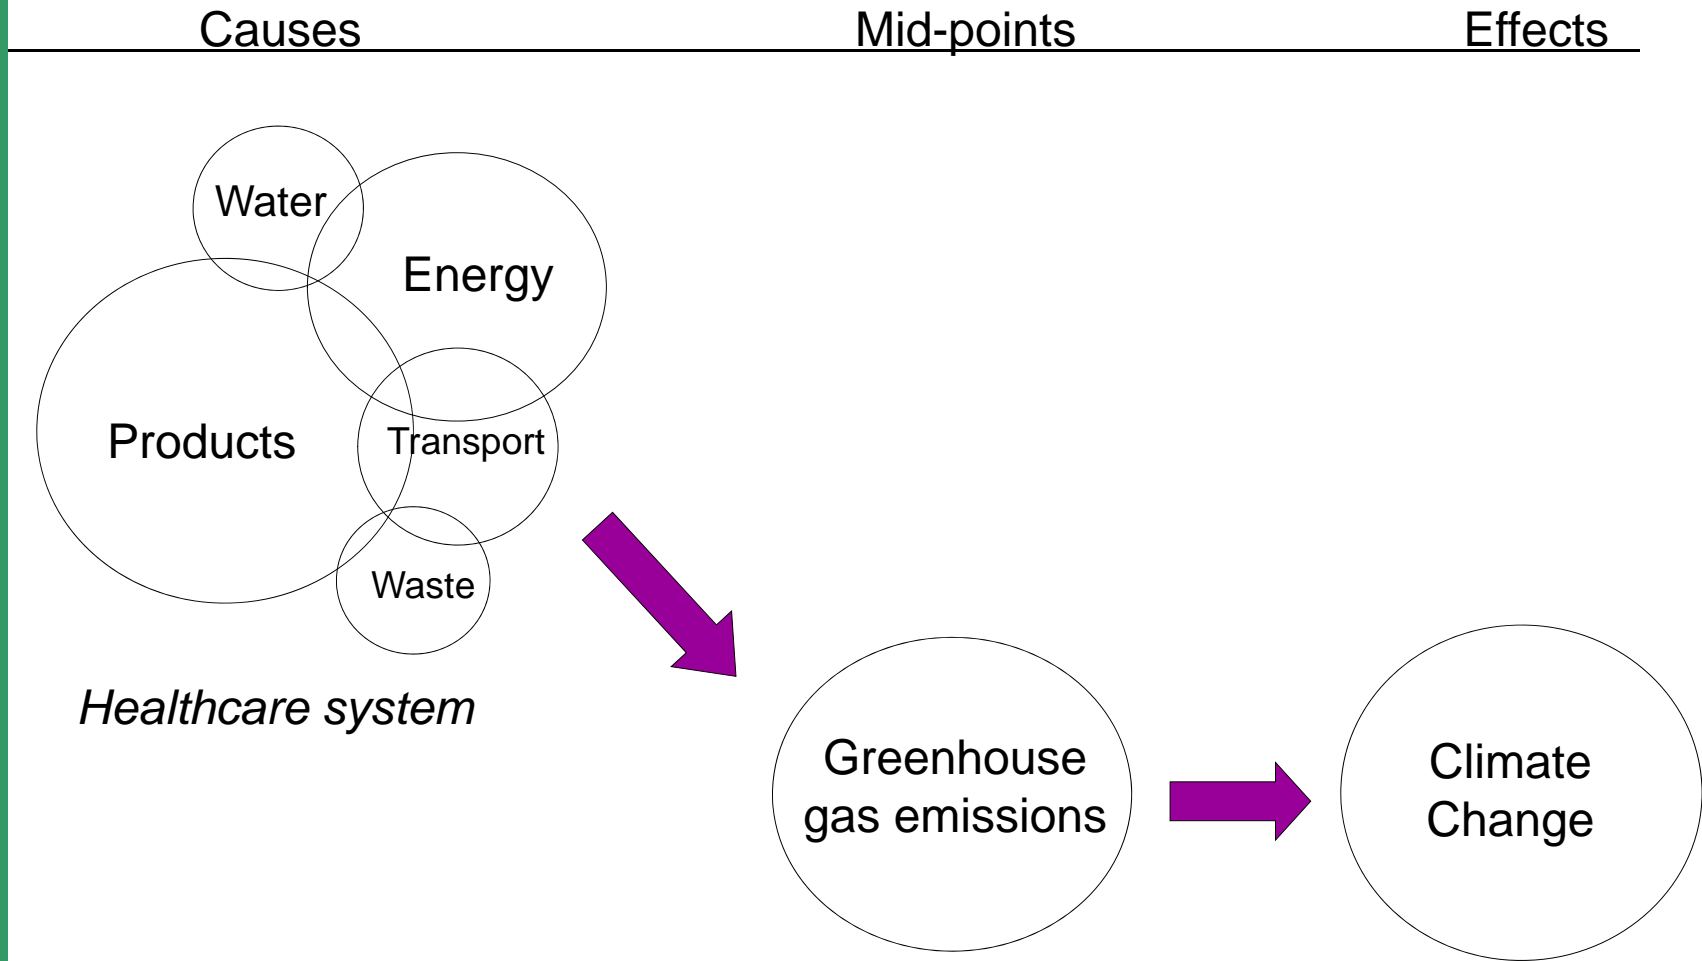 Causes Mid-points Effects
Water
Energy
Products
Transport
Waste
Healthcare system
Greenhouse
gas emissions
Climate
Change